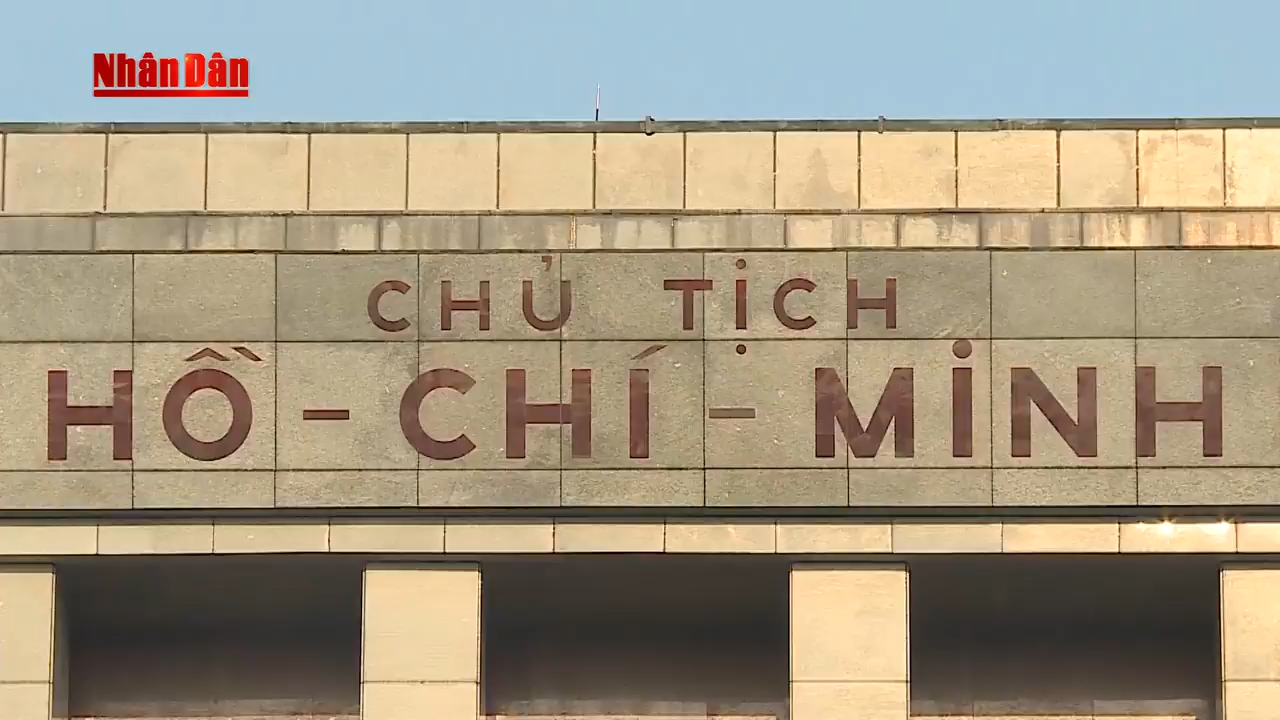 Nhân Dân
CHỦ TỊCH
HỒ - CHÍ - MINH